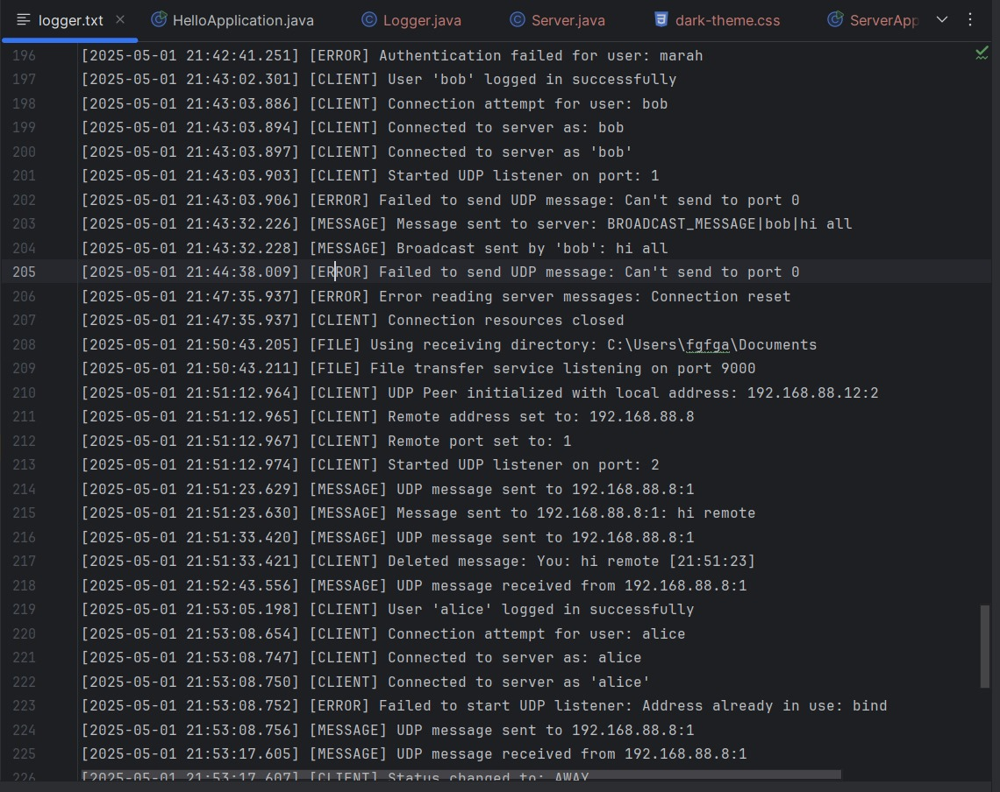 logger.txt HelloApplication.java Logger.java Server.java dark-theme.css ServerApp
196 [2025-05-01 21:42:41.251] [ERROR] Authentication failed for user: marah
197 [2025-05-01 21:43:02.301] [CLIENT] User 'bob' logged in successfully
198 [2025-05-01 21:43:03.886] [CLIENT] Connection attempt for user: bob
199 [2025-05-01 21:43:03.894] [CLIENT] Connected to server as: bob
200 [2025-05-01 21:43:03.897] [CLIENT] Connected to server as 'bob'
201 [2025-05-01 21:43:03.903] [CLIENT] Started UDP listener on port: 1
202 [2025-05-01 21:43:03.906] [ERROR] Failed to send UDP message: Can't send to port 0
203 [2025-05-01 21:43:32.226] [MESSAGE] Message sent to server: BROADCAST_MESSAGE|bob|hi all
204 [2025-05-01 21:43:32.228] [MESSAGE] Broadcast sent by 'bob': hi all
205 [2025-05-01 21:44:38.009] [ERROR] Failed to send UDP message: Can't send to port 0
206 [2025-05-01 21:47:35.937] [ERROR] Error reading server messages: Connection reset
207 [2025-05-01 21:47:35.937] [CLIENT] Connection resources closed
208 [2025-05-01 21:50:43.205] [FILE] Using receiving directory: C:\Users\fgfga\Documents
209 [2025-05-01 21:50:43.211] [FILE] File transfer service listening on port 9000
210 [2025-05-01 21:51:12.964] [CLIENT] UDP Peer initialized with local address: 192.168.88.12:2
211 [2025-05-01 21:51:12.965] [CLIENT] Remote address set to: 192.168.88.8
212 [2025-05-01 21:51:12.967] [CLIENT] Remote port set to: 1
213 [2025-05-01 21:51:12.974] [CLIENT] Started UDP listener on port: 2
214 [2025-05-01 21:51:23.629] [MESSAGE] UDP message sent to 192.168.88.8:1
215 [2025-05-01 21:51:23.630] [MESSAGE] Message sent to 192.168.88.8:1: hi remote
216 [2025-05-01 21:51:33.420] [MESSAGE] UDP message sent to 192.168.88.8:1
217 [2025-05-01 21:51:33.421] [CLIENT] Deleted message: You: hi remote [21:51:23]
218 [2025-05-01 21:52:43.556] [MESSAGE] UDP message received from 192.168.88.8:1
219 [2025-05-01 21:53:05.198] [CLIENT] User 'alice' logged in successfully
220 [2025-05-01 21:53:08.654] [CLIENT] Connection attempt for user: alice
221 [2025-05-01 21:53:08.747] [CLIENT] Connected to server as: alice
222 [2025-05-01 21:53:08.750] [CLIENT] Connected to server as 'alice'
223 [2025-05-01 21:53:08.752] [ERROR] Failed to start UDP listener: Address already in use: bind
224 [2025-05-01 21:53:08.756] [MESSAGE] UDP message sent to 192.168.88.8:1
225 [2025-05-01 21:53:17.605] [MESSAGE] UDP message received from 192.168.88.8:1
226 [2025-05-01 21:53:17.607] [CLIENT] Status changed to: AWAY